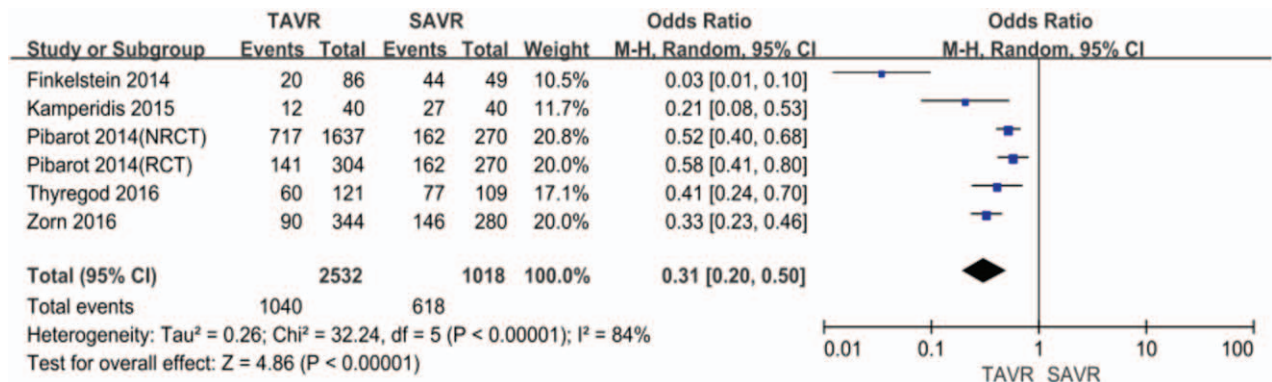 TAVR SAVR Odds Ratio Odds Ratio
Study or Subgroup Events Total Events Total Weight M-H, Random, 95% CI M-H, Random, 95% CI
Finkelstein 2014 20 86 44 49 10.5% 0.03 [0.01, 0.10]
Kamperidis 2015 12 40 27 40 11.7% 0.21 [0.08, 0.53]
Pibarot 2014(NRCT) 717 1637 162 270 20.8% 0.52 [0.40, 0.68]
Pibarot 2014(RCT) 141 304 162 270 20.0% 0.58 [0.41, 0.80]
Thyregod 2016 60 121 77 109 17.1% 0.41 [0.24, 0.70]
Zorn 2016 90 344 146 280 20.0% 0.33 [0.23, 0.46]
Total (95% CI) 2532 1018 100.0% 0.31 [0.20, 0.50]
Total events 1040 618
Heterogeneity: Tau² = 0.26; Chi² = 32.24, df = 5 (P < 0.00001); I² = 84%
Test for overall effect: Z = 4.86 (P < 0.00001)
0.01 0.1 1 10 100
TAVR SAVR